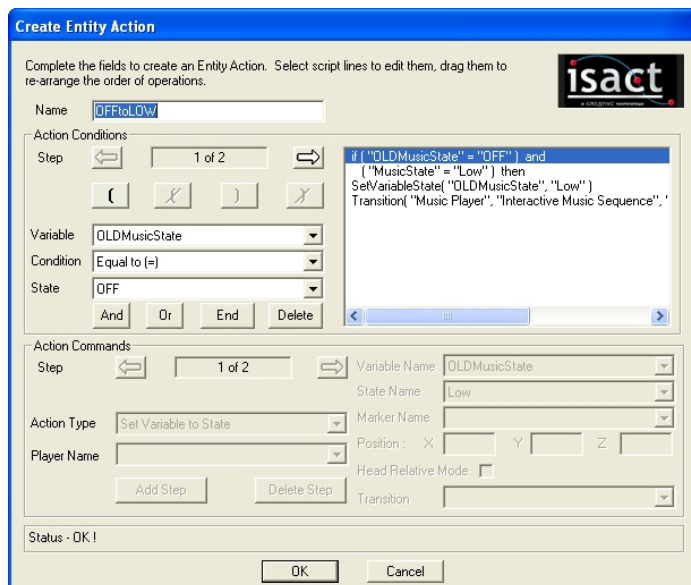 Create Entity Action
Complete the fields to create an Entity Action. Select script lines to edit them, drag them to
re-arrange the order of operations.
isact
a CREATIVE technology
Name OFFtoLOW
Action Conditions
Step 1 of 2
( ) 
Variable OLDMusicState
Condition Equal to (=)
State OFF
And Or End Delete
if ( "OLDMusicState" = "OFF" ) and
( "MusicState" = "Low" ) then
SetVariableState( "OLDMusicState", "Low" )
Transition( "Music Player", "Interactive Music Sequence", "
Action Commands
Step 1 of 2
Action Type Set Variable to State
Player Name
Add Step Delete Step
Variable Name OLDMusicState
State Name Low
Marker Name
Position : X Y Z
Head Relative Mode
Transition
Status - OK !
OK Cancel